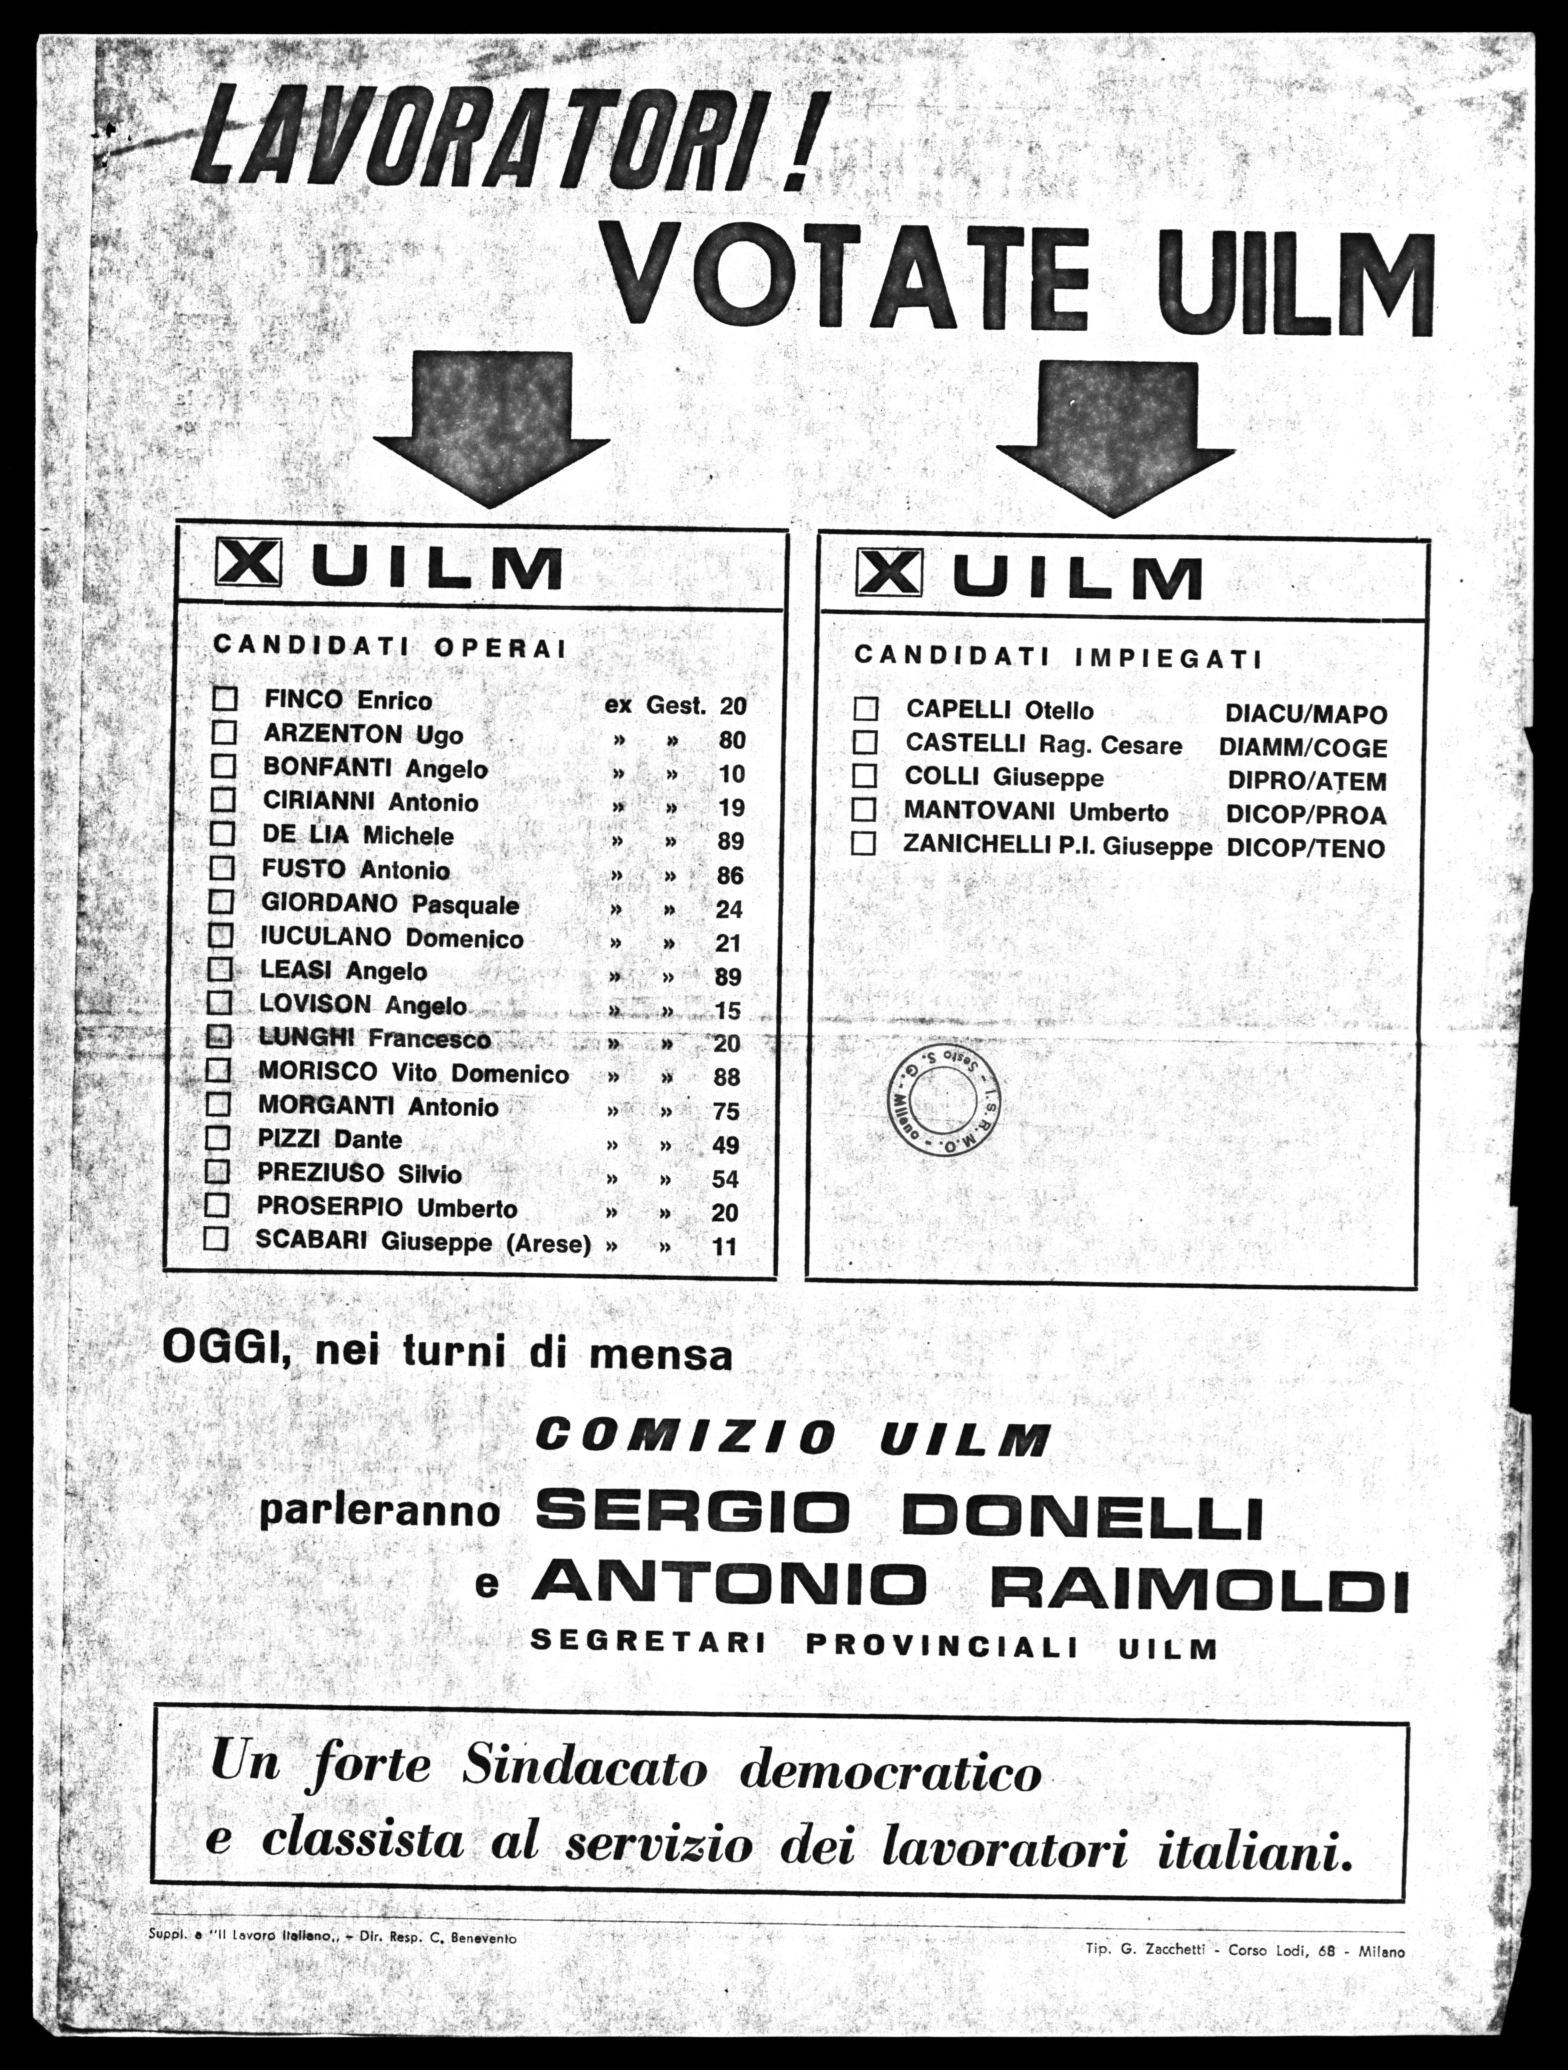 LAVORATORI!
VOTATE UILM
X UILM
CANDIDATI OPERAI
FINCO Enrico ex Gest. 20
ARZENTON Ugo » » 80
BONFANTI Angelo » » 10
CIRIANNI Antonio » » 19
DE LIA Michele » » 89
FUSTO Antonio » » 86
GIORDANO Pasquale » » 24
IUCULANO Domenico » » 21
LEASI Angelo » » 89
LOVISON Angelo » » 15
LUNGHI Francesco » » 20
MORISCO Vito Domenico » » 88
MORGANTI Antonio » » 75
PIZZI Dante » » 49
PREZIUSO Silvio » » 54
PROSERPIO Umberto » » 20
SCABARI Giuseppe (Arese) » » 11
X UILM
CANDIDATI IMPIEGATI
CAPELLI Otello DIACU/MAPO
CASTELLI Rag. Cesare DIAMM/COGE
COLLI Giuseppe DIPRO/ATEM
MANTOVANI Umberto DICOP/PROA
ZANICHELLI P.I. Giuseppe DICOP/TENO
I.S.R.M.O. - Milano - Sesto S. G. -
OGGI, nei turni di mensa
COMIZIO UILM
parleranno SERGIO DONELLI
e ANTONIO RAIMOLDI
SEGRETARI PROVINCIALI UILM
Un forte Sindacato democratico
e classista al servizio dei lavoratori italiani.
Suppl. a "Il Lavoro Italiano,, - Dir. Resp. C. Benevento
Tip. G. Zacchetti - Corso Lodi, 68 - Milano